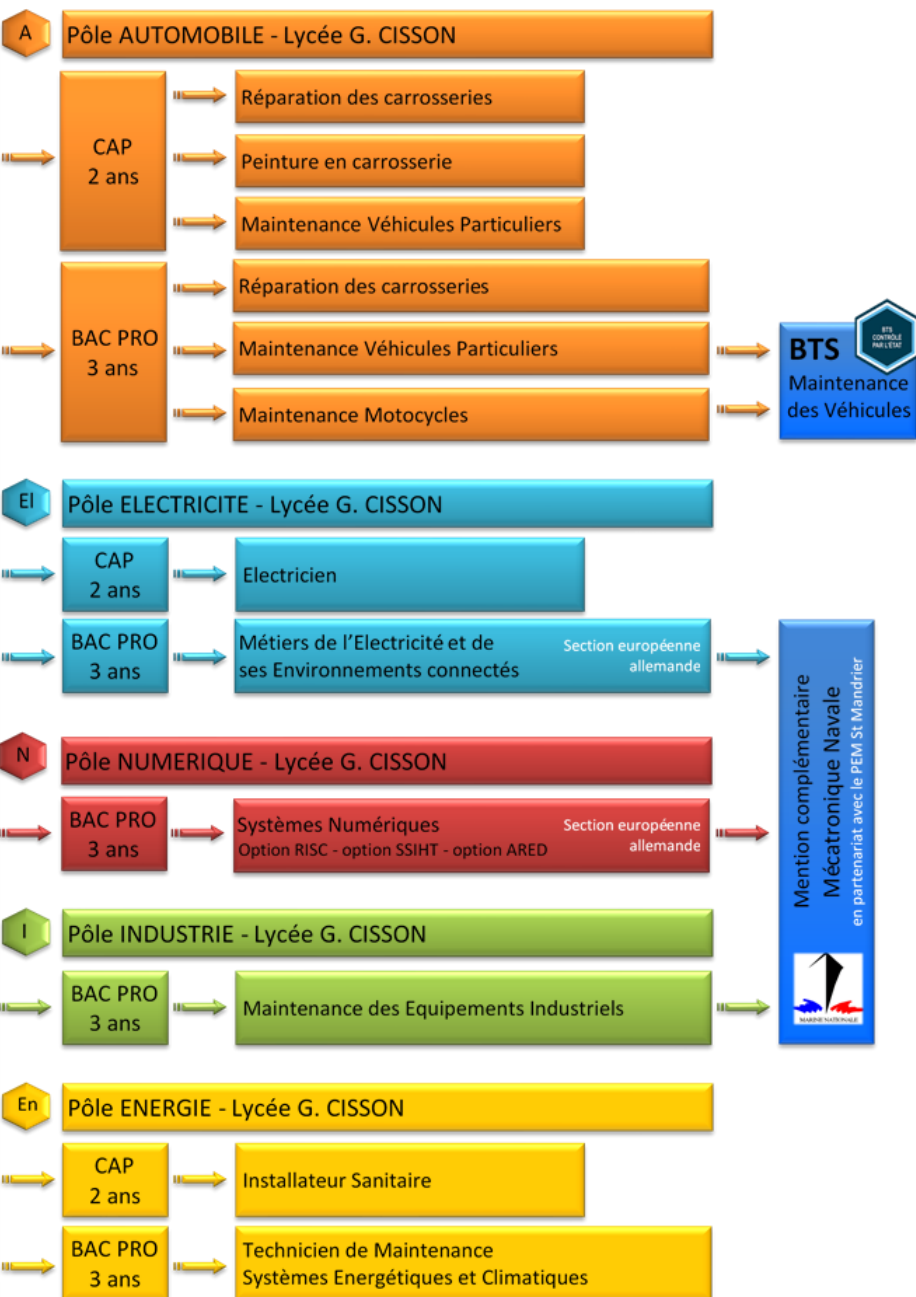 A
Pôle AUTOMOBILE - Lycée G. CISSON
CAP
2 ans
Réparation des carrosseries
Peinture en carrosserie
Maintenance Véhicules Particuliers
BAC PRO
3 ans
Réparation des carrosseries
Maintenance Véhicules Particuliers
Maintenance Motocycles
BTS
Maintenance
des Véhicules
BTS
CONTRÔLÉ
PAR L'ÉTAT
El
Pôle ELECTRICITE - Lycée G. CISSON
CAP
2 ans
Electricien
BAC PRO
3 ans
Métiers de l'Electricité et de
ses Environnements connectés
Section européenne
allemande
N
Pôle NUMERIQUE - Lycée G. CISSON
BAC PRO
3 ans
Systèmes Numériques
Option RISC - option SSIHT - option ARED
Section européenne
allemande
Mention complémentaire
Mécatronique Navale
en partenariat avec le PEM St Mandrier
MARINE NATIONALE
I
Pôle INDUSTRIE - Lycée G. CISSON
BAC PRO
3 ans
Maintenance des Equipements Industriels
En
Pôle ENERGIE - Lycée G. CISSON
CAP
2 ans
Installateur Sanitaire
BAC PRO
3 ans
Technicien de Maintenance
Systèmes Energétiques et Climatiques